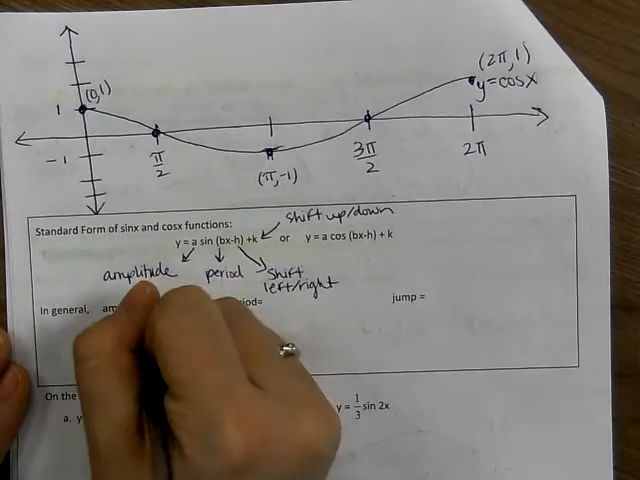 (2π, 1)
y=cosx
(0,1)
1
-1
π/2
(π, -1)
3π/2
2π
shift up/down
Standard Form of sinx and cosx functions:
y = a sin (bx-h) +k or y = a cos (bx-h) + k
amplitude period shift
left/right
In general, jump =
On the
a. y y = 1/3 sin 2x